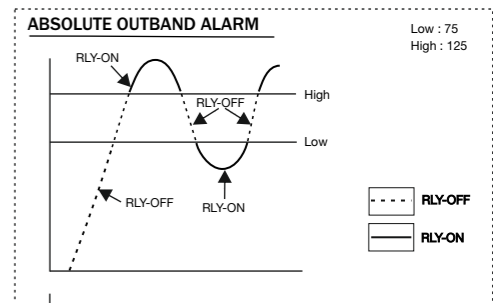 ABSOLUTE OUTBAND ALARM
Low : 75
High : 125
RLY-ON
High
RLY-OFF
Low
RLY-OFF
RLY-ON
RLY-OFF
RLY-ON